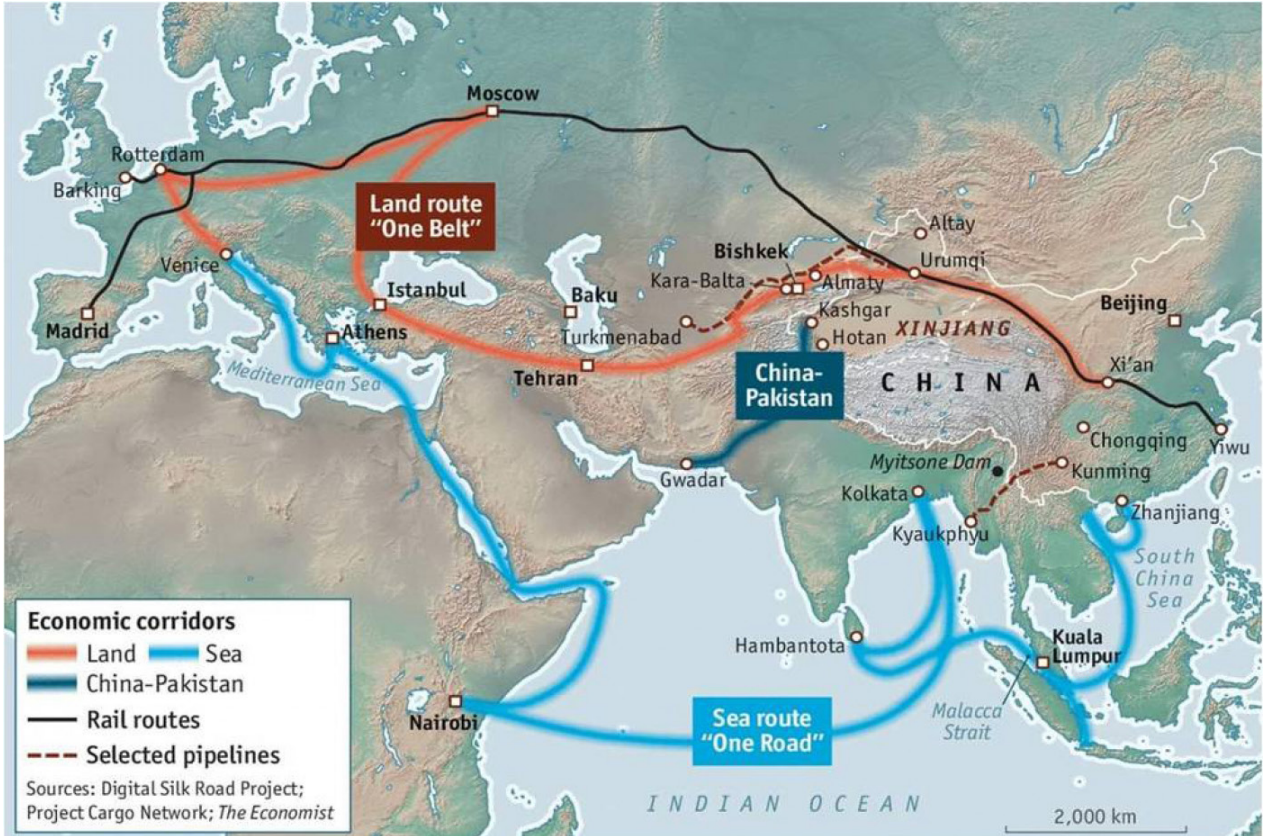 Moscow
Rotterdam
Barking
Land route
"One Belt"
Altay
Bishkek
Urumqi
Venice
Kara-Balta
Almaty
Istanbul
Baku
Kashgar
Beijing
Madrid
Athens
Turkmenabad
Hotan
XINJIANG
Mediterranean Sea
Tehran
China-
Pakistan
CHINA
Xi'an
Chongqing
Yiwu
Gwadar
Myitsone Dam
Kunming
Kolkata
Kyaukphyu
Zhanjiang
South
China
Sea
Economic corridors
Land
Sea
China-Pakistan
Rail routes
Selected pipelines
Sources: Digital Silk Road Project;
Project Cargo Network; The Economist
Hambantota
Kuala
Lumpur
Nairobi
Sea route
"One Road"
Malacca
Strait
INDIAN OCEAN
2,000 km